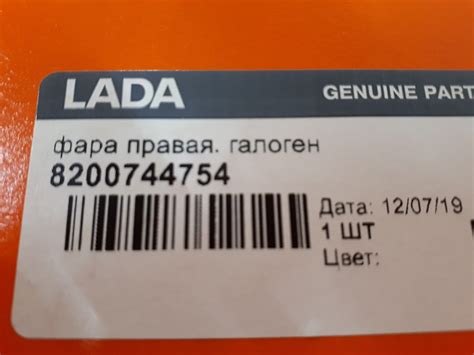 LADA GENUINE PART
фара правая. галоген
8200744754
Дата: 12/07/19
1 ШТ
Цвет: